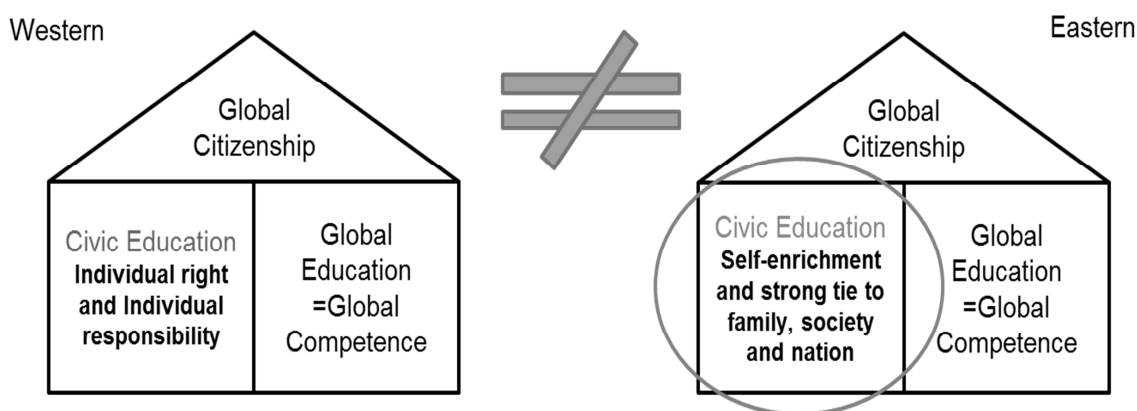 Western
Eastern
Global
Citizenship
Civic Education
Individual right
and Individual
responsibility
Global
Education
=Global
Competence
Global
Citizenship
Civic Education
Self-enrichment
and strong tie to
family, society
and nation
Global
Education
=Global
Competence